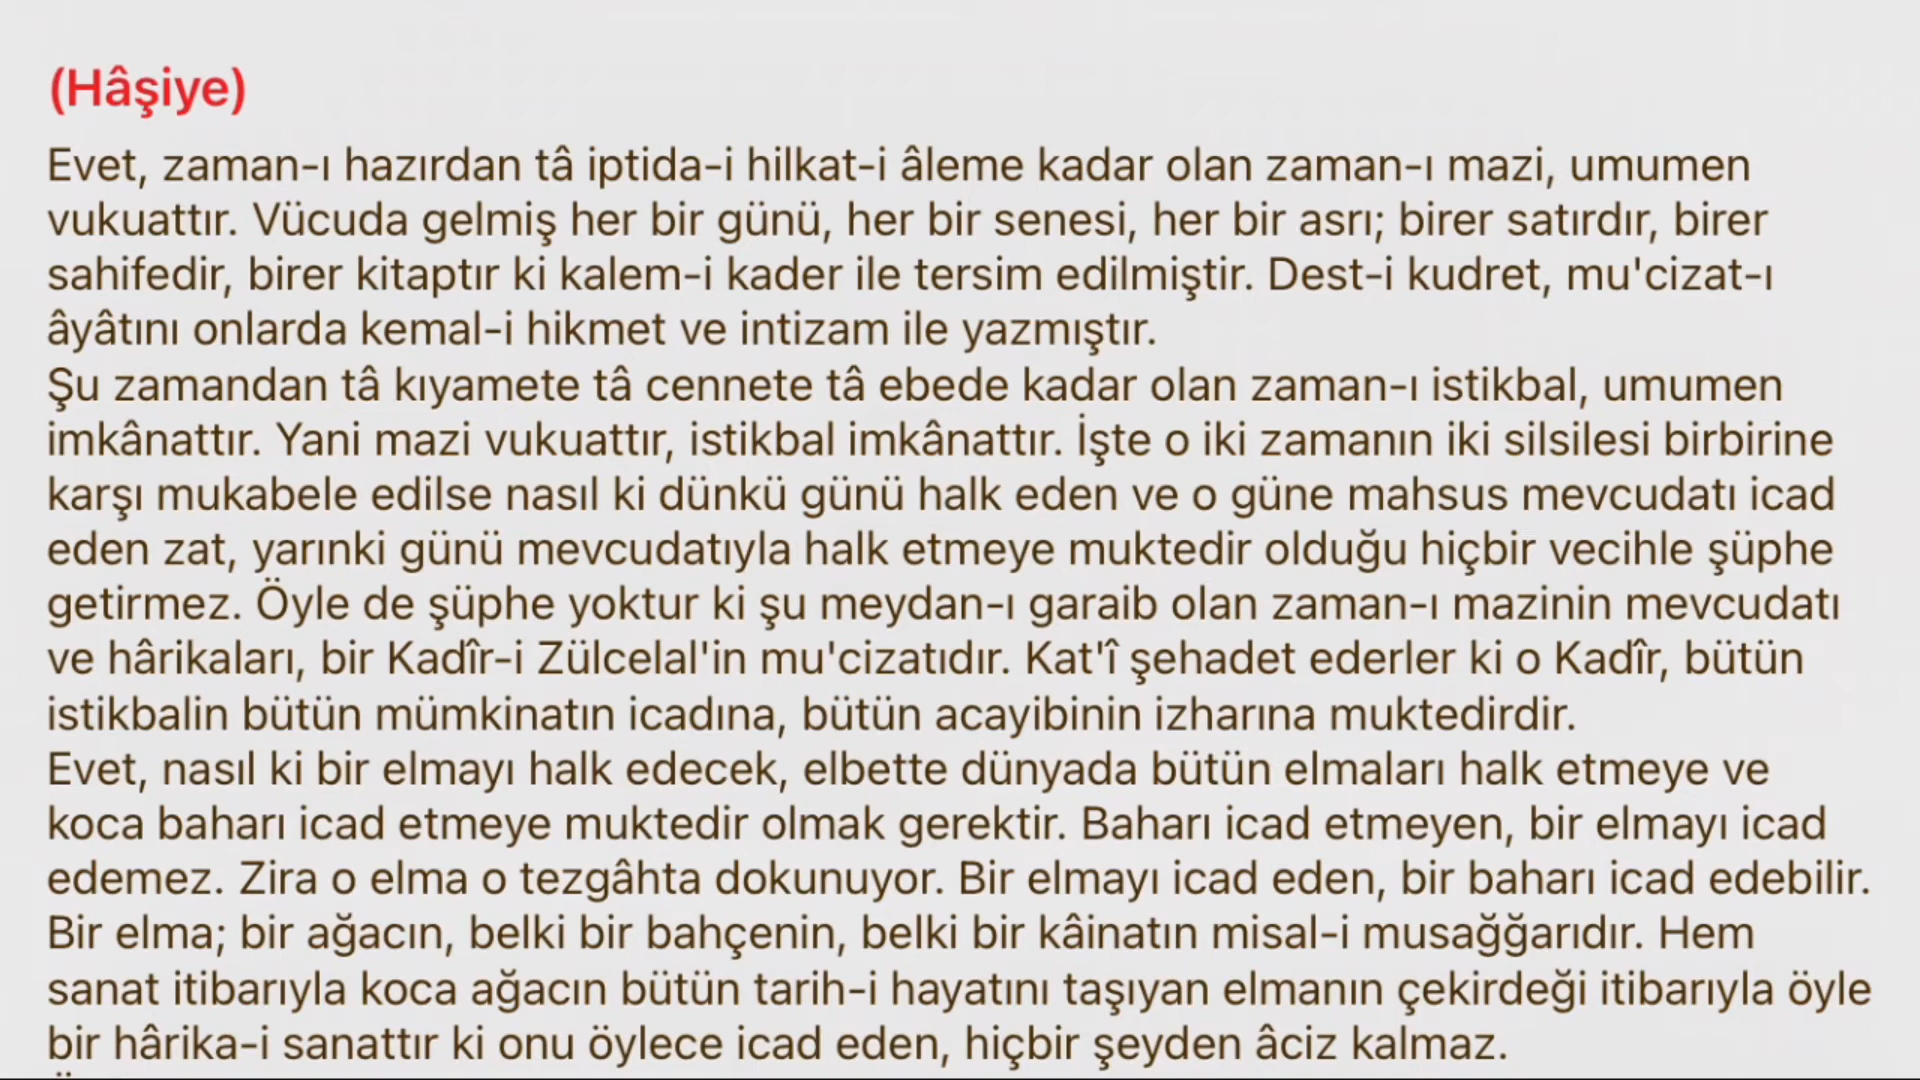 (Hâşiye)
Evet, zaman-ı hazırdan tâ iptida-i hilkat-i âleme kadar olan zaman-ı mazi, umumen
vukuattır. Vücuda gelmiş her bir günü, her bir senesi, her bir asrı; birer satırdır, birer
sahifedir, birer kitaptır ki kalem-i kader ile tersim edilmiştir. Dest-i kudret, mu'cizat-ı
âyâtını onlarda kemal-i hikmet ve intizam ile yazmıştır.
Şu zamandan tâ kıyamete tâ cennete tâ ebede kadar olan zaman-ı istikbal, umumen
imkânattır. Yani mazi vukuattır, istikbal imkânattır. İşte o iki zamanın iki silsilesi birbirine
karşı mukabele edilse nasıl ki dünkü günü halk eden ve o güne mahsus mevcudatı icad
eden zat, yarınki günü mevcudatıyla halk etmeye muktedir olduğu hiçbir vecihle şüphe
getirmez. Öyle de şüphe yoktur ki şu meydan-ı garaib olan zaman-ı mazinin mevcudatı
ve hârikaları, bir Kadîr-i Zülcelal'in mu'cizatıdır. Kat'î şehadet ederler ki o Kadîr, bütün
istikbalin bütün mümkinatın icadına, bütün acayibinin izharına muktedirdir.
Evet, nasıl ki bir elmayı halk edecek, elbette dünyada bütün elmaları halk etmeye ve
koca baharı icad etmeye muktedir olmak gerektir. Baharı icad etmeyen, bir elmayı icad
edemez. Zira o elma o tezgâhta dokunuyor. Bir elmayı icad eden, bir baharı icad edebilir.
Bir elma; bir ağacın, belki bir bahçenin, belki bir kâinatın misal-i musağğarıdır. Hem
sanat itibarıyla koca ağacın bütün tarih-i hayatını taşıyan elmanın çekirdeği itibarıyla öyle
bir hârika-i sanattır ki onu öylece icad eden, hiçbir şeyden âciz kalmaz.